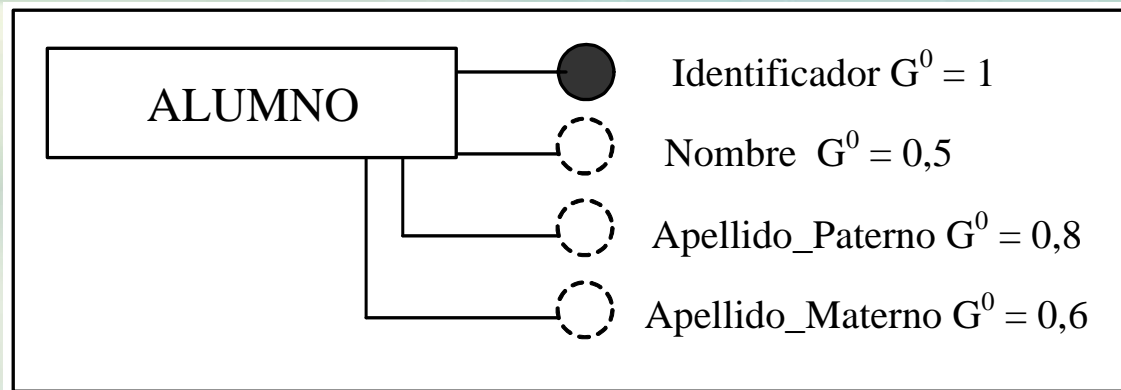 ALUMNO
Identificador G⁰ = 1
Nombre G⁰ = 0,5
Apellido_Paterno G⁰ = 0,8
Apellido_Materno G⁰ = 0,6